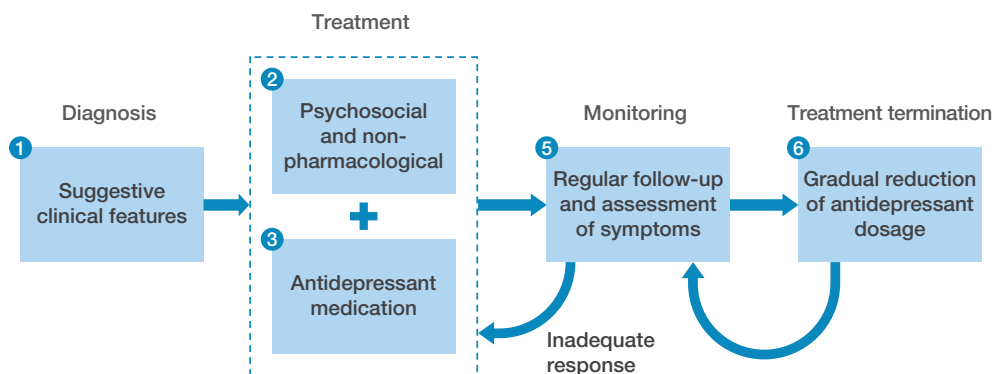 Treatment
Diagnosis
1
Suggestive
clinical features
2
Psychosocial
and non-
pharmacological
3
Antidepressant
medication
Monitoring
5
Regular follow-up
and assessment
of symptoms
Inadequate
response
Treatment termination
6
Gradual reduction
of antidepressant
dosage